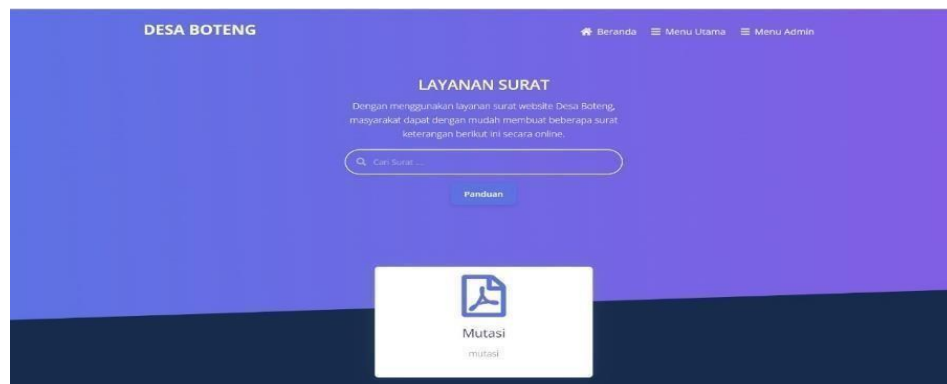 DESA BOTENG
Beranda Menu Utama Menu Admin
LAYANAN SURAT
Dengan menggunakan layanan surat website Desa Boteng,
masyarakat dapat dengan mudah membuat beberapa surat
keterangan berikut ini secara online.
Cari Surat ...
Panduan
Mutasi
mutasi